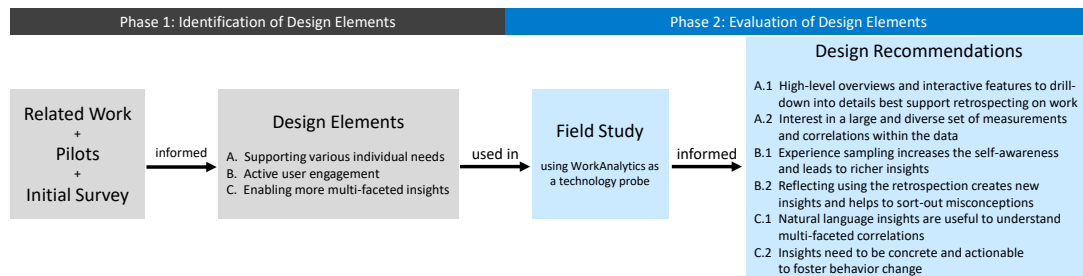 Phase 1: Identification of Design Elements
Phase 2: Evaluation of Design Elements
Related Work
+
Pilots
+
Initial Survey
informed
Design Elements
A. Supporting various individual needs
B. Active user engagement
C. Enabling more multi-faceted insights
used in
Field Study
using WorkAnalytics as
a technology probe
informed
Design Recommendations
A.1 High-level overviews and interactive features to drill-
down into details best support retrospecting on work
A.2 Interest in a large and diverse set of measurements
and correlations within the data
B.1 Experience sampling increases the self-awareness
and leads to richer insights
B.2 Reflecting using the retrospection creates new
insights and helps to sort-out misconceptions
C.1 Natural language insights are useful to understand
multi-faceted correlations
C.2 Insights need to be concrete and actionable
to foster behavior change